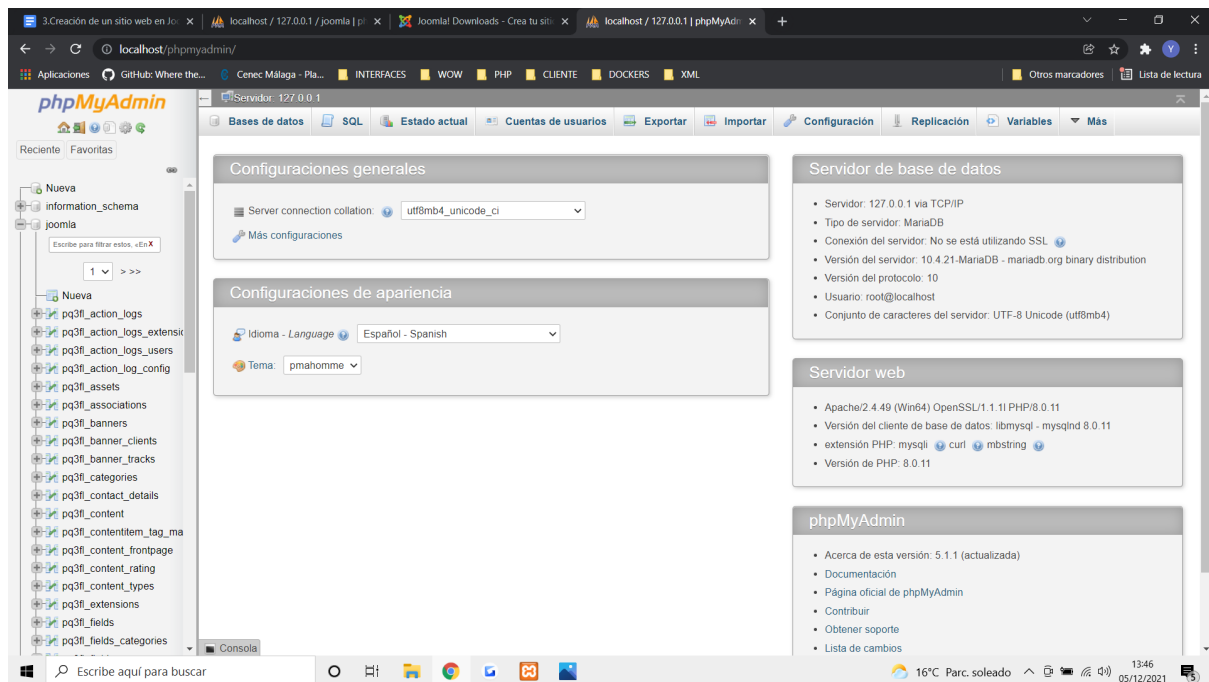 3.Creación de un sitio web en Joo
localhost / 127.0.0.1 / joomla | ph
Joomla! Downloads - Crea tu siti
localhost / 127.0.0.1 | phpMyAdm
localhost/phpmyadmin/
Y
Aplicaciones
GitHub: Where the...
Cenec Málaga - Pla...
INTERFACES
WOW
PHP
CLIENTE
DOCKERS
XML
Otros marcadores
Lista de lectura
phpMyAdmin
Reciente
Favoritas
Nueva
information_schema
joomla
Escribe para filtrar estos, «En X
1 > >>
Nueva
pq3fl_action_logs
pq3fl_action_logs_extensic
pq3fl_action_logs_users
pq3fl_action_log_config
pq3fl_assets
pq3fl_associations
pq3fl_banners
pq3fl_banner_clients
pq3fl_banner_tracks
pq3fl_categories
pq3fl_contact_details
pq3fl_content
pq3fl_contentitem_tag_ma
pq3fl_content_frontpage
pq3fl_content_rating
pq3fl_content_types
pq3fl_extensions
pq3fl_fields
pq3fl_fields_categories
Servidor: 127.0.0.1
Bases de datos
SQL
Estado actual
Cuentas de usuarios
Exportar
Importar
Configuración
Replicación
Variables
Más
Configuraciones generales
Server connection collation:
utf8mb4_unicode_ci
Más configuraciones
Configuraciones de apariencia
Idioma - Language
Español - Spanish
Tema:
pmahomme
Servidor de base de datos
• Servidor: 127.0.0.1 via TCP/IP
• Tipo de servidor: MariaDB
• Conexión del servidor: No se está utilizando SSL
• Versión del servidor: 10.4.21-MariaDB - mariadb.org binary distribution
• Versión del protocolo: 10
• Usuario: root@localhost
• Conjunto de caracteres del servidor: UTF-8 Unicode (utf8mb4)
Servidor web
• Apache/2.4.49 (Win64) OpenSSL/1.1.1l PHP/8.0.11
• Versión del cliente de base de datos: libmysql - mysqlnd 8.0.11
• extensión PHP: mysqli curl mbstring
• Versión de PHP: 8.0.11
phpMyAdmin
• Acerca de esta versión: 5.1.1 (actualizada)
• Documentación
• Página oficial de phpMyAdmin
• Contribuir
• Obtener soporte
• Lista de cambios
Consola
Escribe aquí para buscar
16°C Parc. soleado
13:46
05/12/2021
5